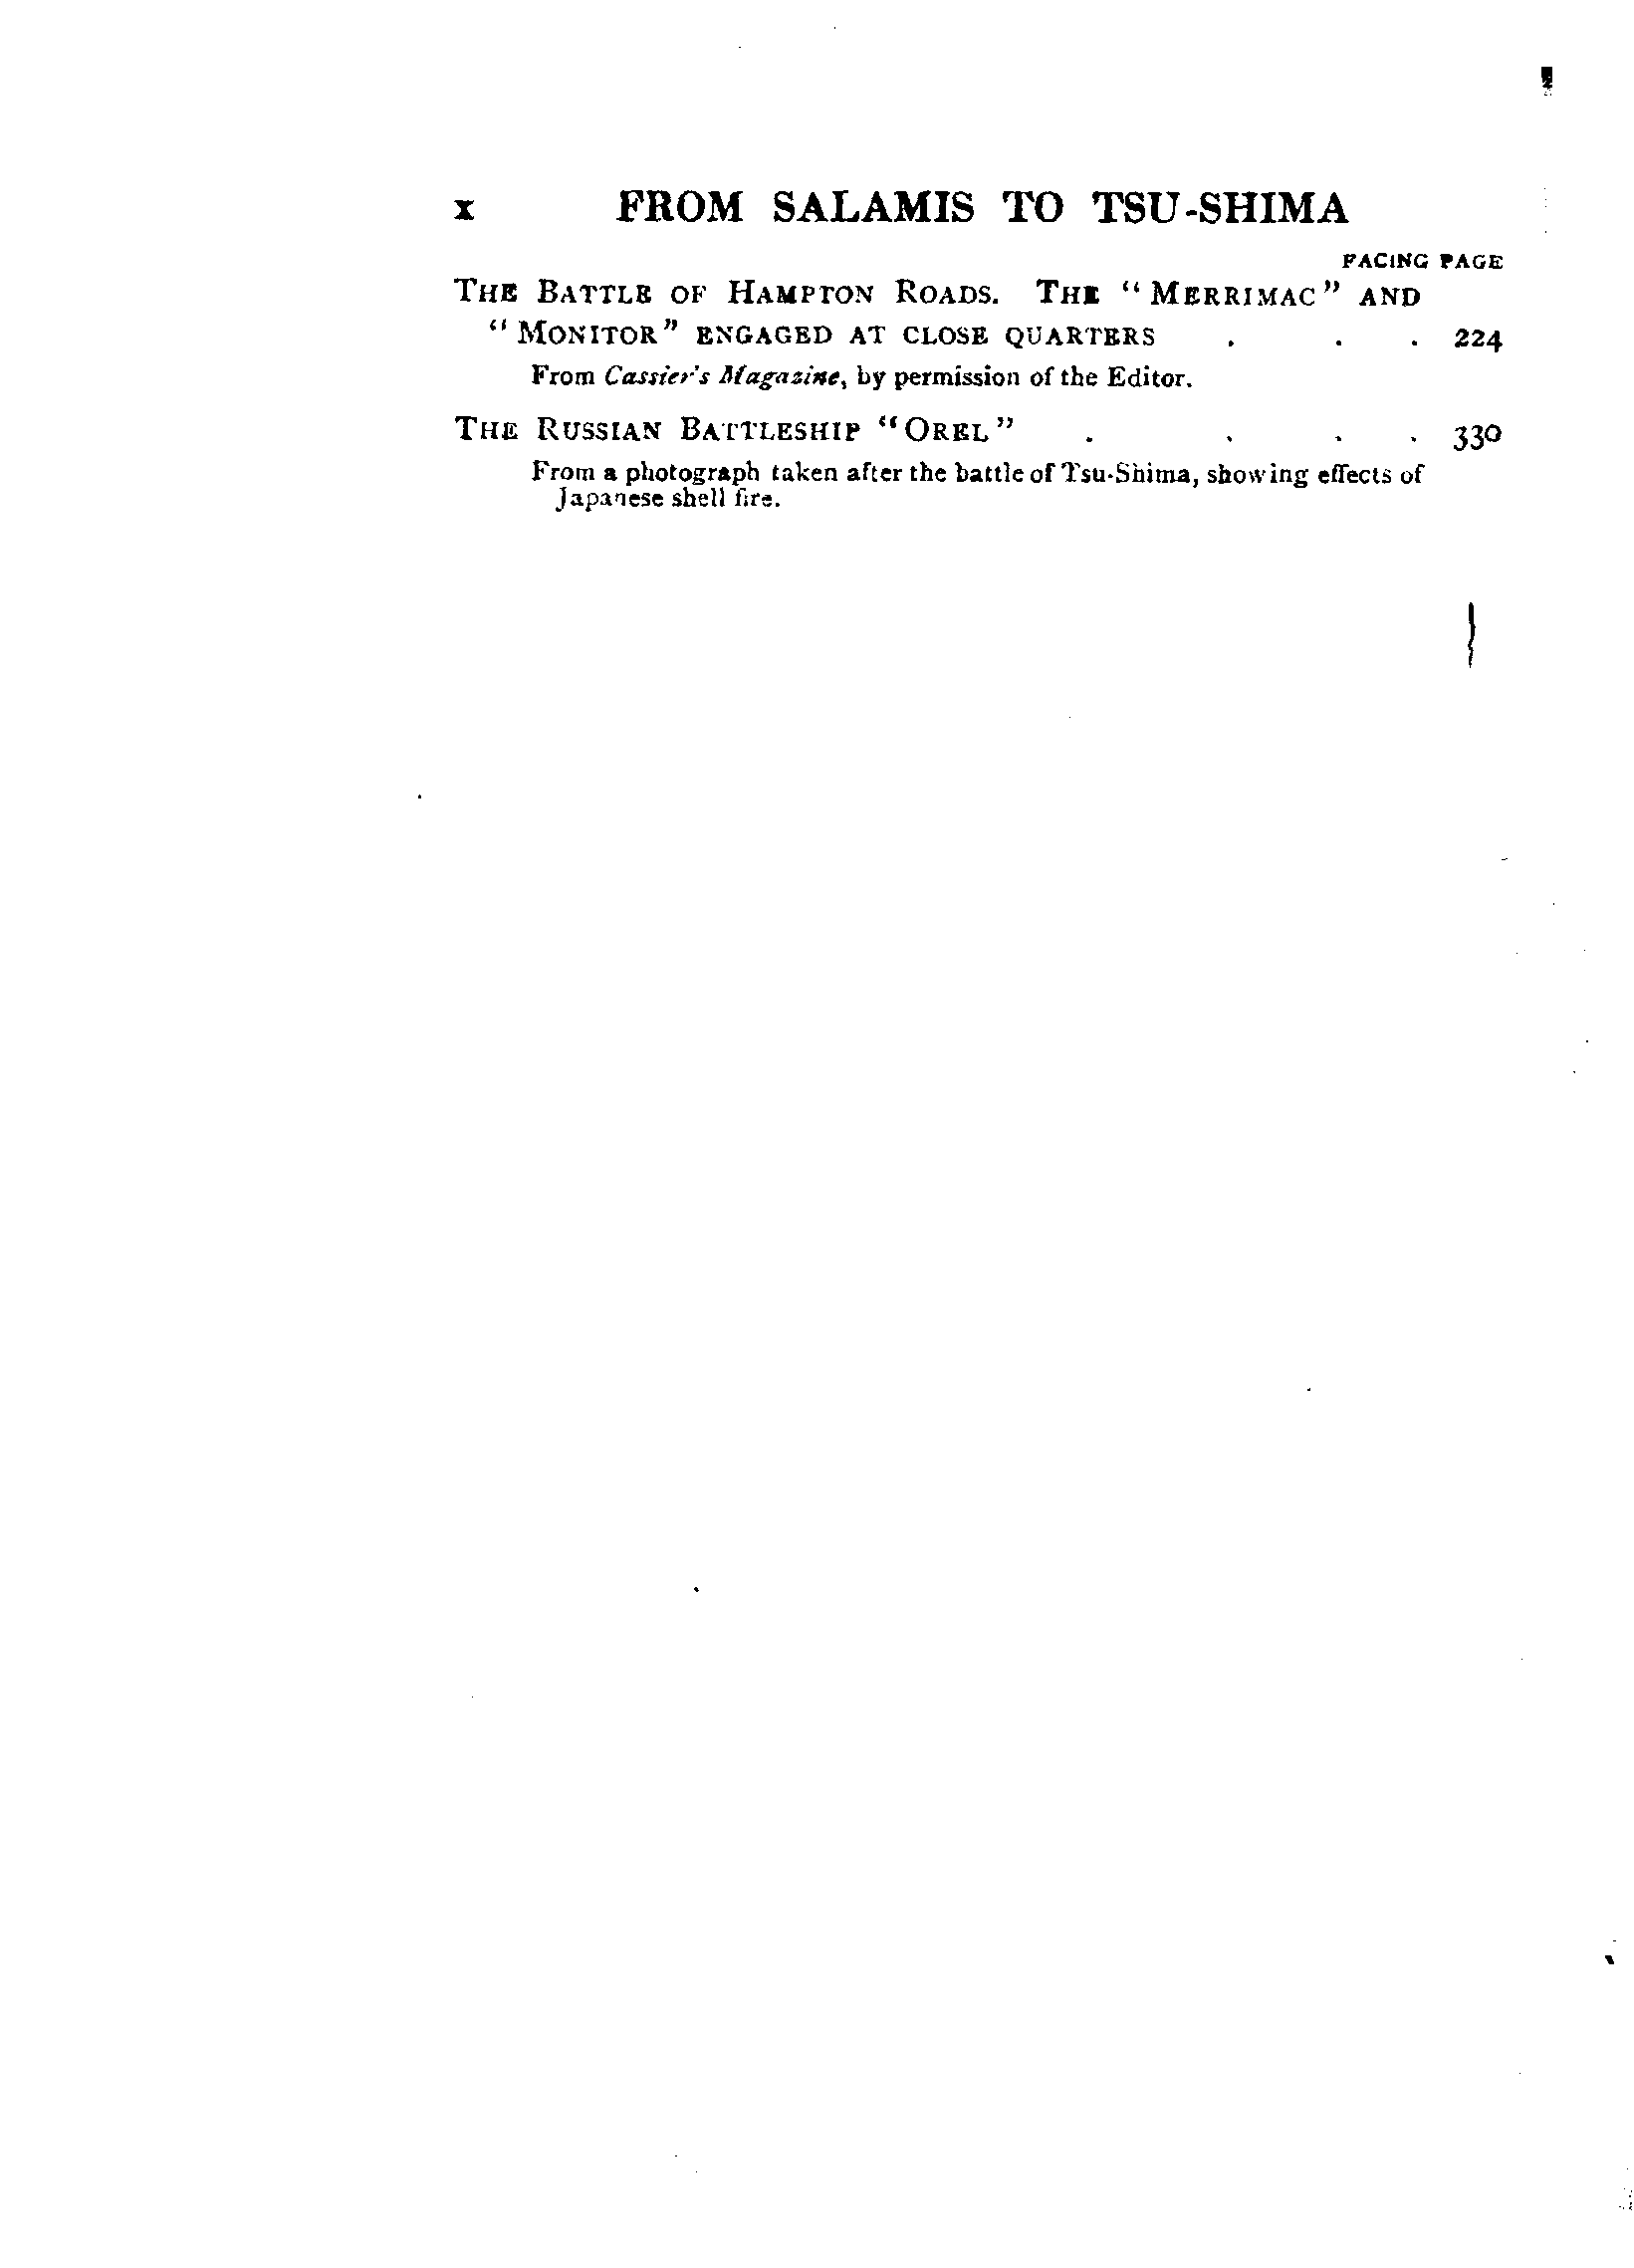 x FROM SALAMIS TO TSU-SHIMA
FACING PAGE
THE BATTLE OF HAMPTON ROADS. THE "MERRIMAC" AND
"MONITOR" ENGAGED AT CLOSE QUARTERS . . . 224
From Cassier's Magazine, by permission of the Editor.
THE RUSSIAN BATTLESHIP "OREL" . . . . 330
From a photograph taken after the battle of Tsu-Shima, showing effects of
Japanese shell fire.